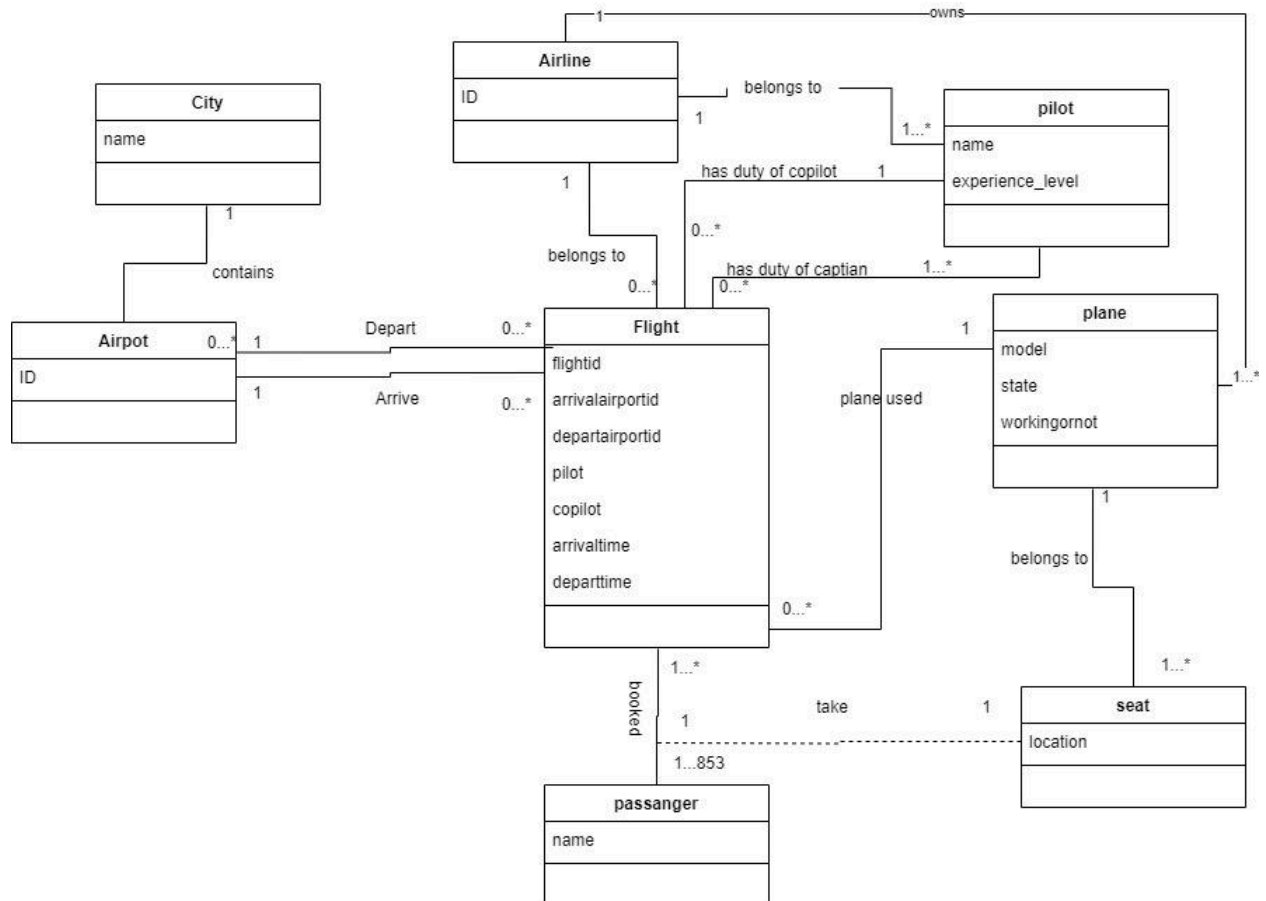 owns
1
Airline
ID
belongs to
1
1...*
City
name
pilot
name
experience_level
1
1
has duty of copilot
1
0...*
contains
belongs to
0...*
has duty of captian
0...*
1...*
Airpot
ID
0...*
1
Depart
0...*
1
Arrive
0...*
Flight
flightid
arrivalairportid
departairportid
pilot
copilot
arrivaltime
departtime
plane
model
state
workingornot
1
1...*
plane used
0...*
1
belongs to
1...*
1...*
booked
1
take
1
seat
location
1...853
passanger
name